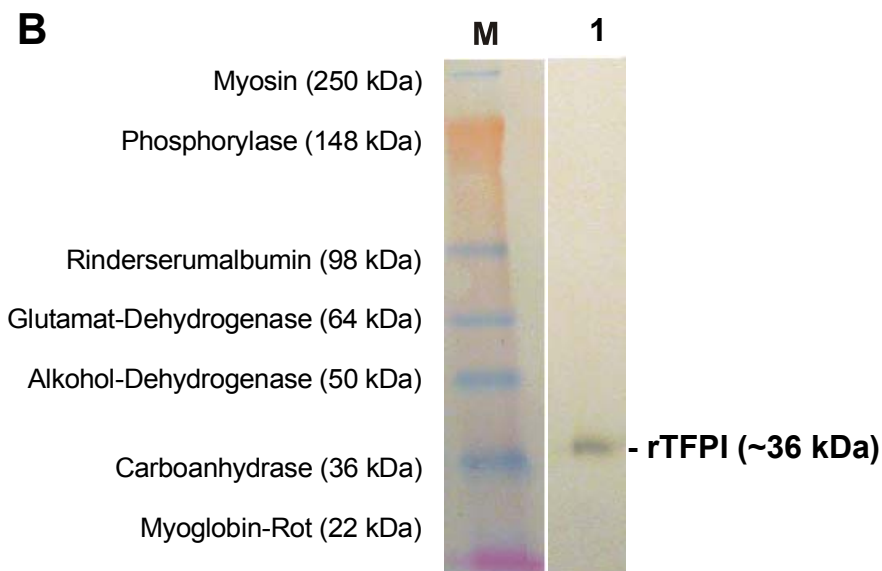 B
M
1
Myosin (250 kDa)
Phosphorylase (148 kDa)
Rinderserumalbumin (98 kDa)
Glutamat-Dehydrogenase (64 kDa)
Alkohol-Dehydrogenase (50 kDa)
- rTFPI (~36 kDa)
Carboanhydrase (36 kDa)
Myoglobin-Rot (22 kDa)